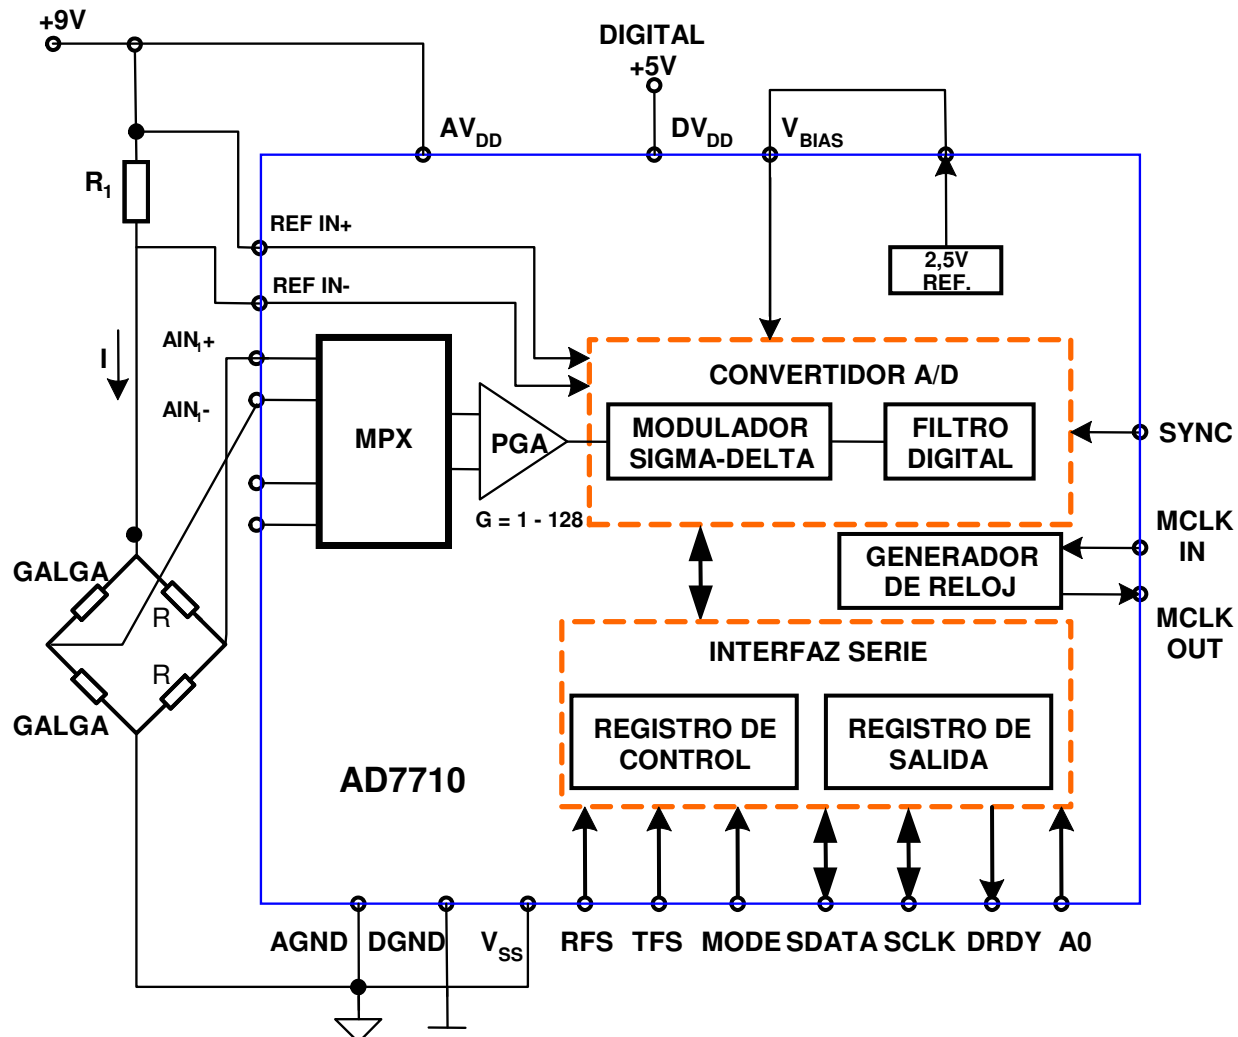 +9V
DIGITAL
+5V
AVDD
DVDD
VBIAS
R1
REF IN+
REF IN-
2,5V
REF.
I
AIN1+
AIN1-
MPX
PGA
G = 1 - 128
CONVERTIDOR A/D
MODULADOR
SIGMA-DELTA
FILTRO
DIGITAL
SYNC
MCLK
IN
GENERADOR
DE RELOJ
MCLK
OUT
GALGA
R
R
GALGA
INTERFAZ SERIE
REGISTRO DE
CONTROL
REGISTRO DE
SALIDA
AD7710
AGND
DGND
VSS
RFS
TFS
MODE
SDATA
SCLK
DRDY
A0